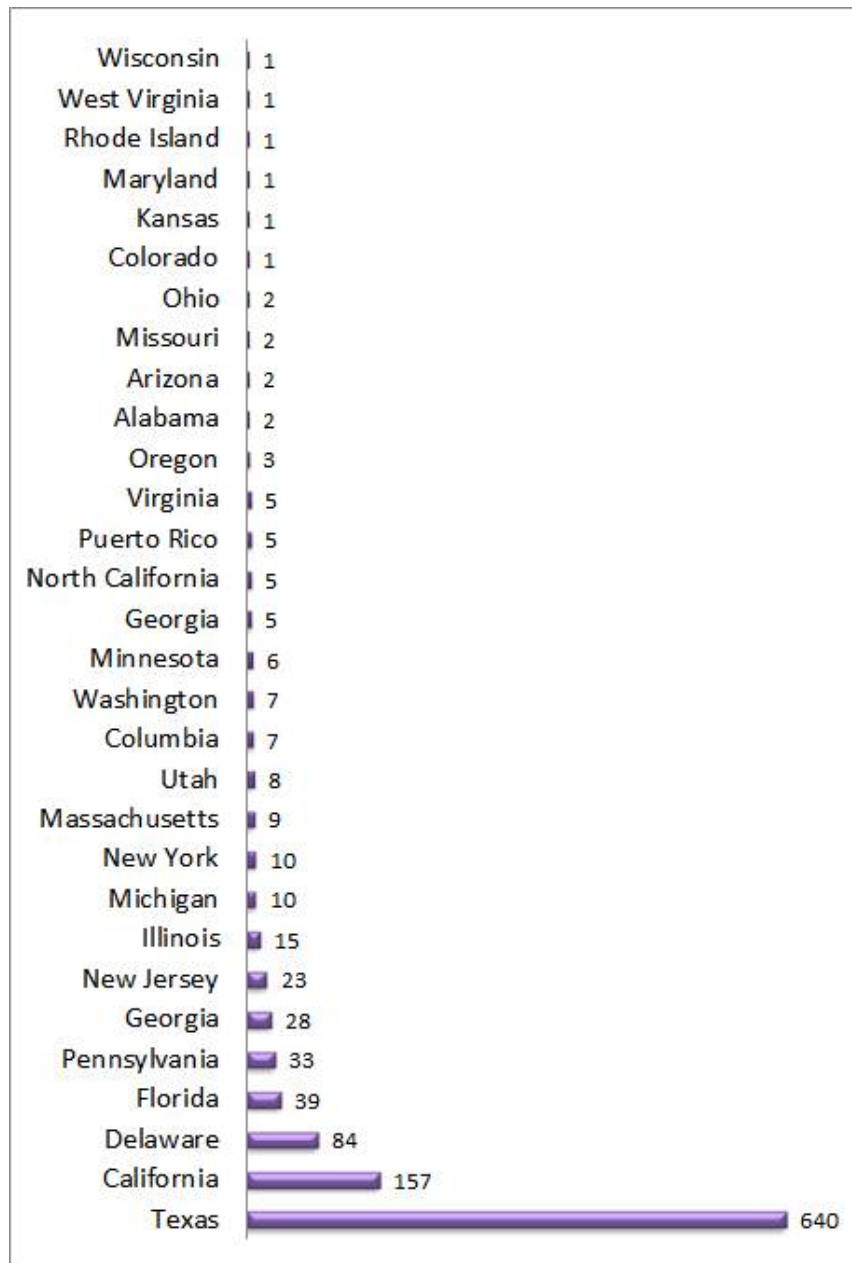 Wisconsin 1
West Virginia 1
Rhode Island 1
Maryland 1
Kansas 1
Colorado 1
Ohio 2
Missouri 2
Arizona 2
Alabama 2
Oregon 3
Virginia 5
Puerto Rico 5
North California 5
Georgia 5
Minnesota 6
Washington 7
Columbia 7
Utah 8
Massachusetts 9
New York 10
Michigan 10
Illinois 15
New Jersey 23
Georgia 28
Pennsylvania 33
Florida 39
Delaware 84
California 157
Texas 640